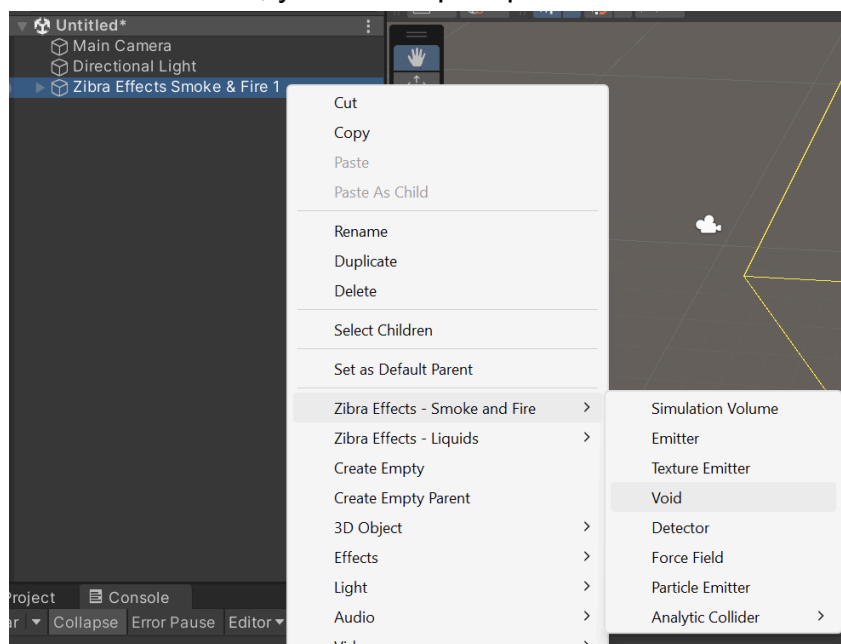 Untitled*
Main Camera
Directional Light
Zibra Effects Smoke & Fire 1
Cut
Copy
Paste
Paste As Child
Rename
Duplicate
Delete
Select Children
Set as Default Parent
Zibra Effects - Smoke and Fire
Zibra Effects - Liquids
Create Empty
Create Empty Parent
3D Object
Effects
Light
Audio
Simulation Volume
Emitter
Texture Emitter
Void
Detector
Force Field
Particle Emitter
Analytic Collider
Project Console
Collapse Error Pause Editor